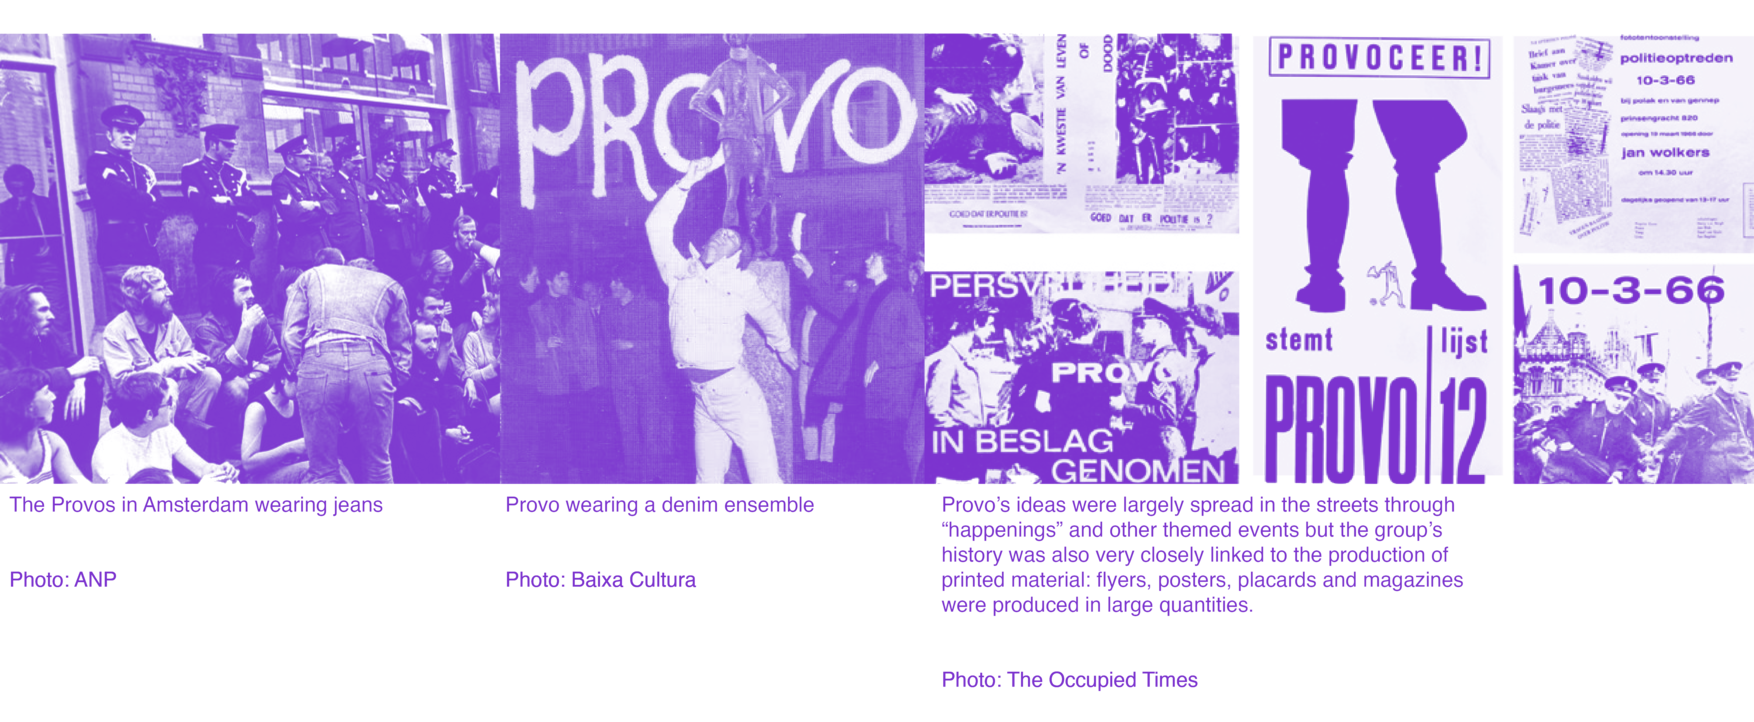 PROVO
'N KWESTIE VAN LEVEN
OF
DOOD
GOED DAT ER POLITIE IS
GOED DAT ER POLITIE IS ?
PERSVRIJHEID
PROVO
IN BESLAG
GENOMEN
PROVOCEER!
stemt
lijst
PROVO 12
Brief aan
Kamer over
taak van
burgemees
Slaags met
de politie
fototentoonstelling
politieoptreden
10-3-66
bij polak en van gennep
prinsengracht 820
opening 19 maart 1966 door
jan wolkers
om 14.30 uur
dagelijks geopend van 13-17 uur
10-3-66
The Provos in Amsterdam wearing jeans
Photo: ANP
Provo wearing a denim ensemble
Photo: Baixa Cultura
Provo’s ideas were largely spread in the streets through
“happenings” and other themed events but the group’s
history was also very closely linked to the production of
printed material: flyers, posters, placards and magazines
were produced in large quantities.
Photo: The Occupied Times